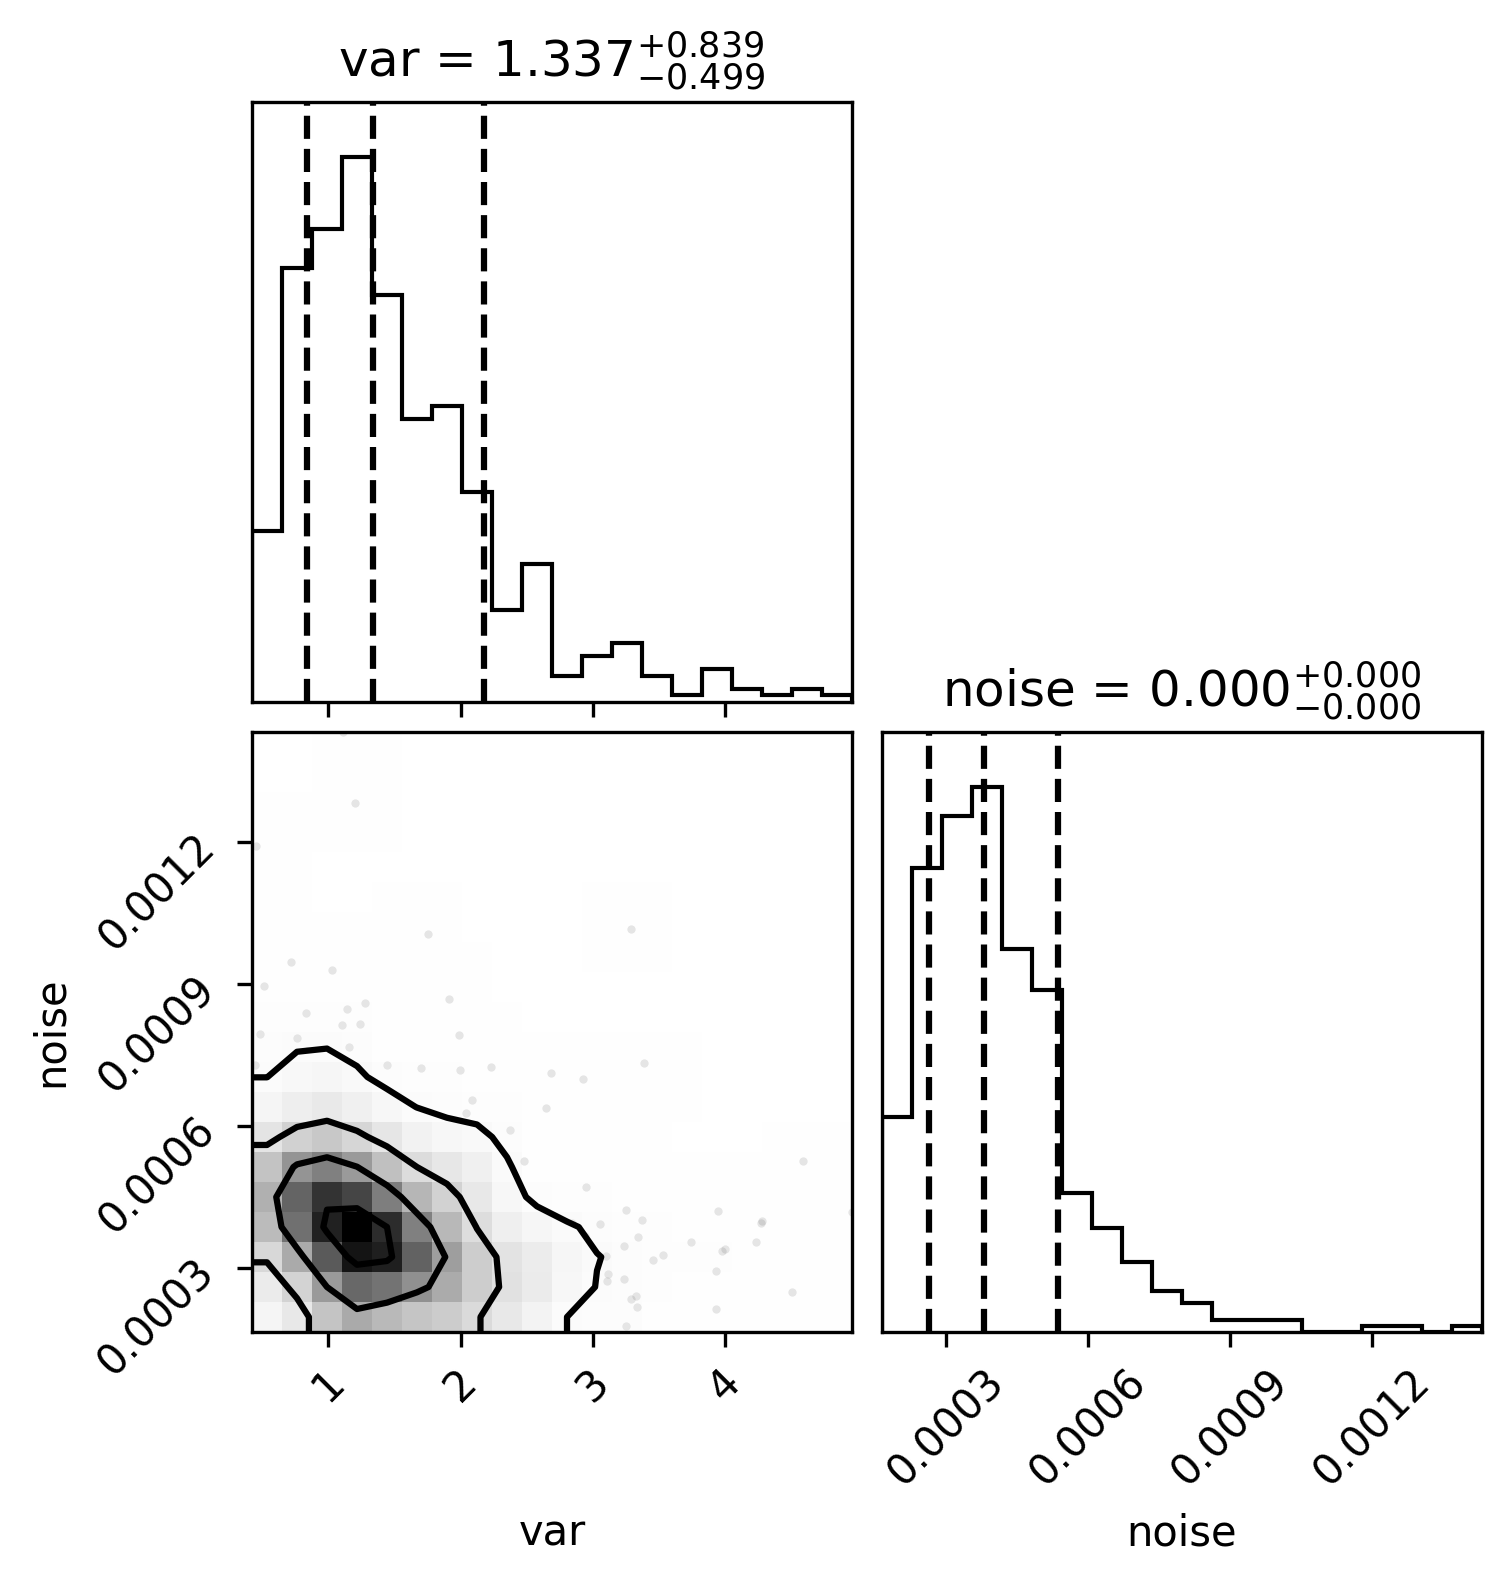 var = 1.337+0.839−0.499
noise = 0.000+0.000−0.000
0.0012
0.0009
0.0006
0.0003
noise
1 2 3 4
var
0.0003 0.0006 0.0009 0.0012
noise